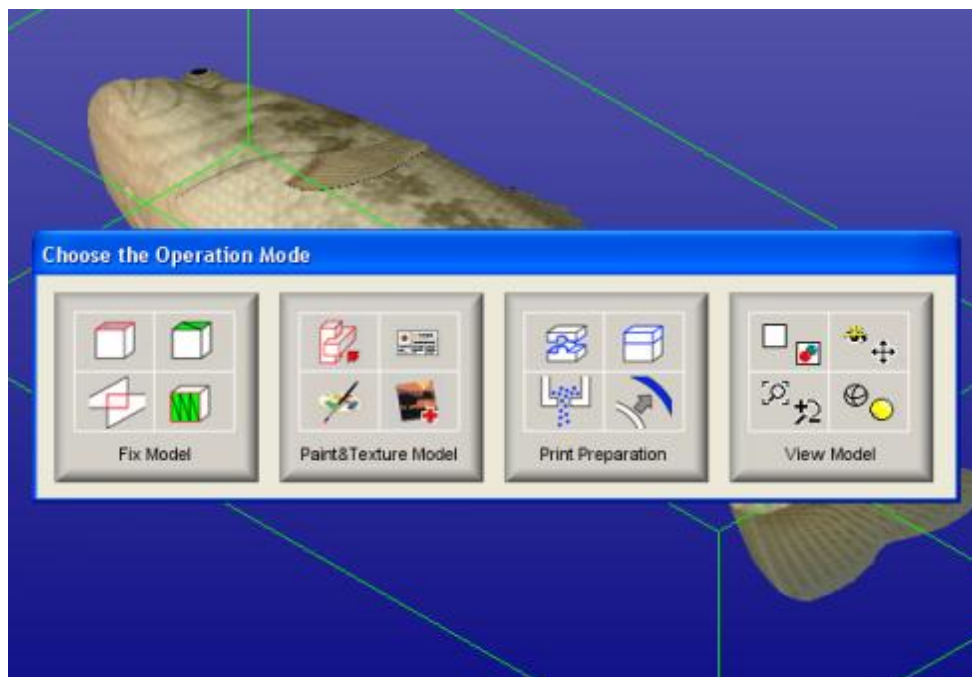 Choose the Operation Mode
Fix Model
Paint&Texture Model
Print Preparation
View Model